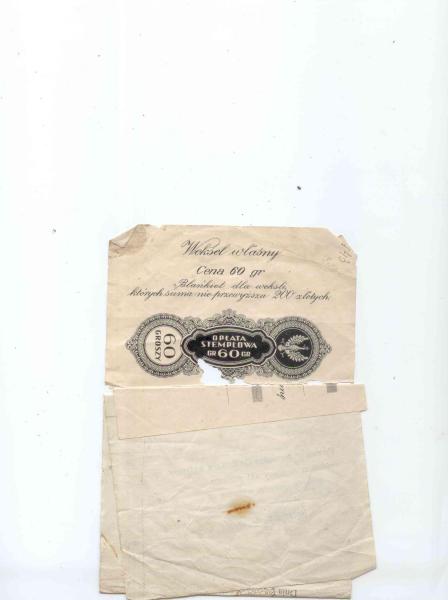 Weksel własny
Cena 60 gr
Blankiet dla weksli,
których suma nie przewyższa 200 złotych
60
GROSZY
OPŁATA
STEMPLOWA
GR 60 GR